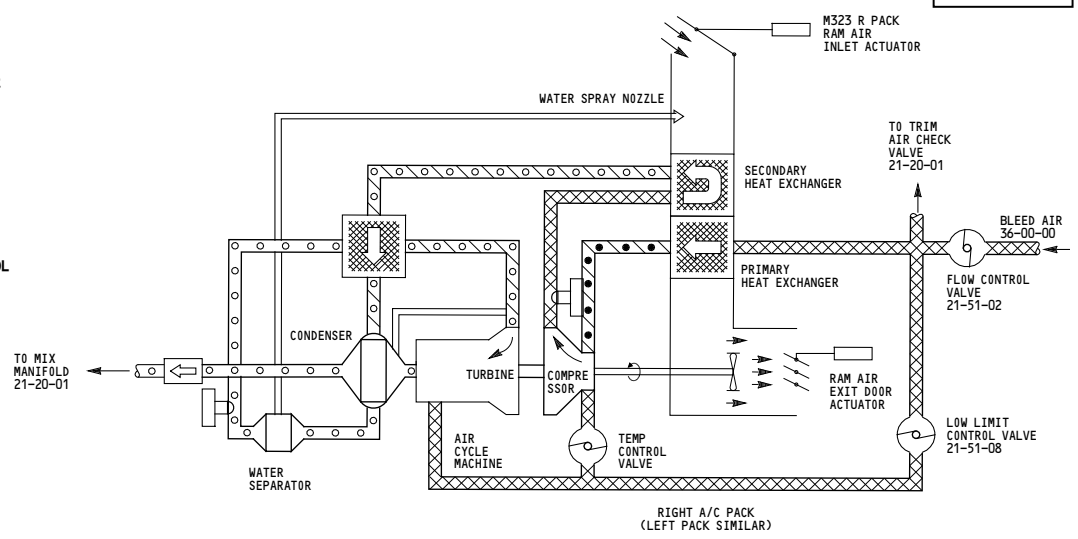 M323 R PACK
RAM AIR
INLET ACTUATOR
WATER SPRAY NOZZLE
TO TRIM
AIR CHECK
VALVE
21-20-01
SECONDARY
HEAT EXCHANGER
BLEED AIR
36-00-00
PRIMARY
HEAT EXCHANGER
FLOW CONTROL
VALVE
21-51-02
CONDENSER
TO MIX
MANIFOLD
21-20-01
TURBINE
COMPRE
SSOR
RAM AIR
EXIT DOOR
ACTUATOR
AIR
CYCLE
MACHINE
TEMP
CONTROL
VALVE
LOW LIMIT
CONTROL VALVE
21-51-08
WATER
SEPARATOR
RIGHT A/C PACK
(LEFT PACK SIMILAR)